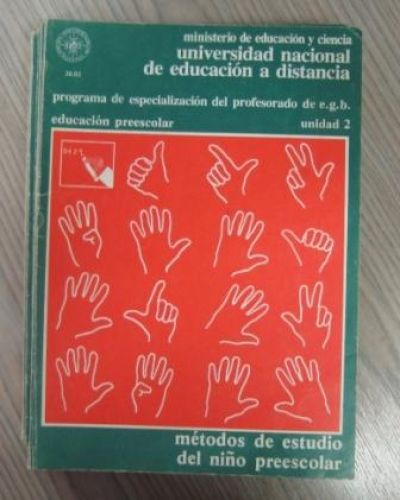 ministerio de educación y ciencia
universidad nacional
de educación a distancia
programa de especialización del profesorado de e.g.b.
educación preescolar
unidad 2
métodos de estudio
del niño preescolar